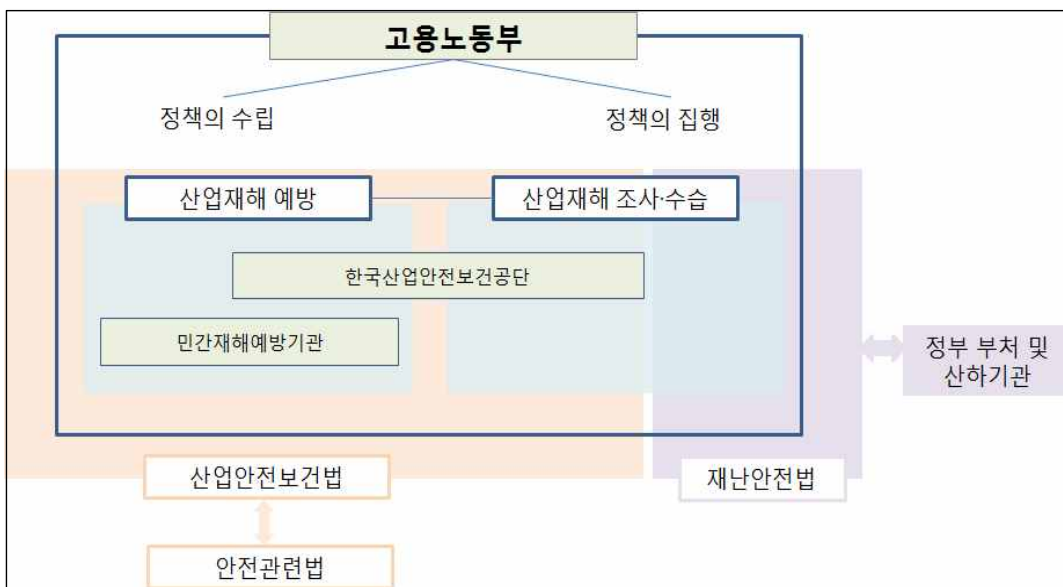 고용노동부
정책의 수립
정책의 집행
산업재해 예방
산업재해 조사·수습
한국산업안전보건공단
민간재해예방기관
정부 부처 및
산하기관
산업안전보건법
재난안전법
안전관련법